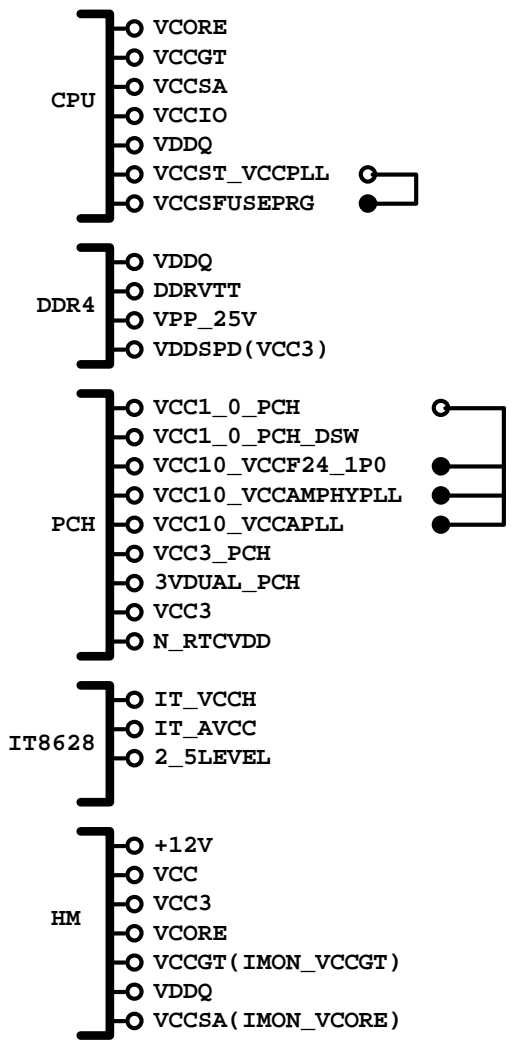 VCORE
VCCGT
VCCSA
CPU
VCCIO
VDDQ
VCCST_VCCPLL
VCCSFUSEPRG
VDDQ
DDR4
DDRVTT
VPP_25V
VDDSPD(VCC3)
VCC1_0_PCH
VCC1_0_PCH_DSW
VCC10_VCCF24_1P0
VCC10_VCCAMPHYPLL
PCH
VCC10_VCCAPLL
VCC3_PCH
3VDUAL_PCH
VCC3
N_RTCVDD
IT_VCCH
IT8628
IT_AVCC
2_5LEVEL
+12V
VCC
VCC3
HM
VCORE
VCCGT(IMON_VCCGT)
VDDQ
VCCSA(IMON_VCORE)